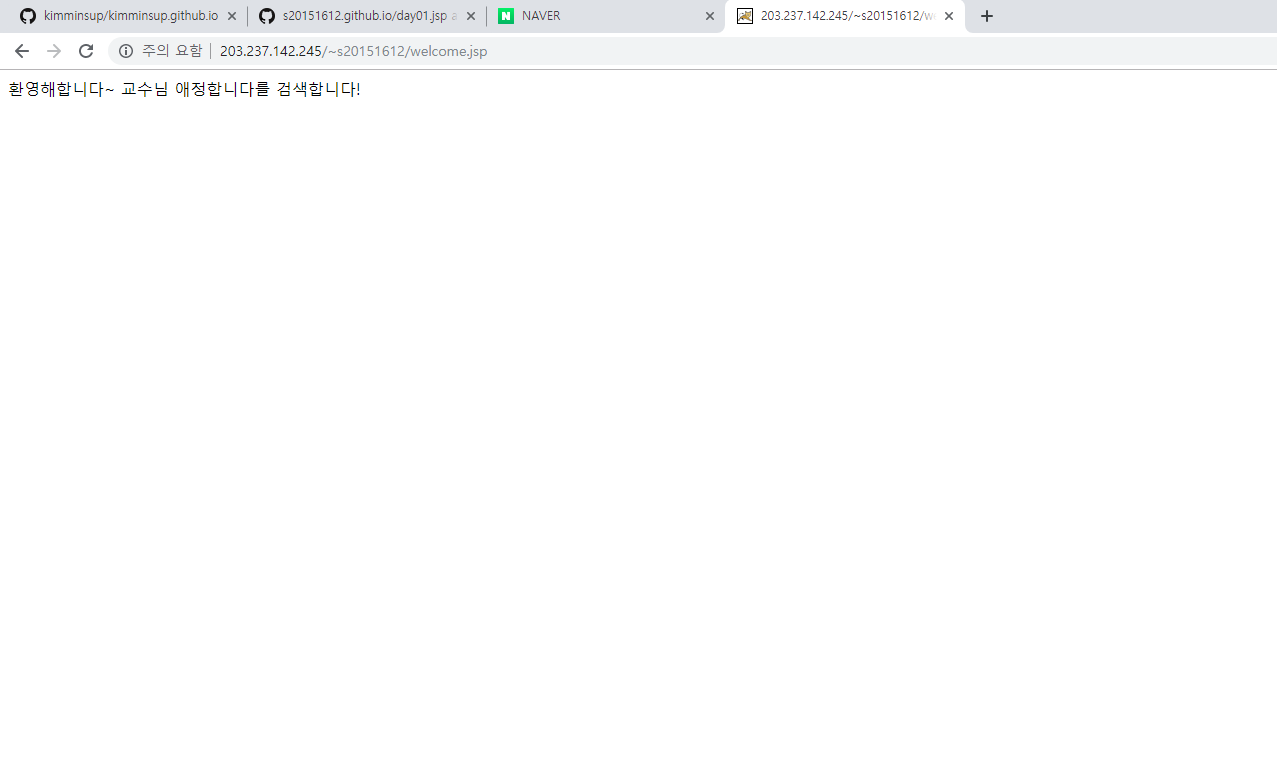 kimminsup/kimminsup.github.io
s20151612.github.io/day01.jsp a
NAVER
203.237.142.245/~s20151612/we
주의 요함 203.237.142.245/~s20151612/welcome.jsp
환영해합니다~ 교수님 애정합니다를 검색합니다!